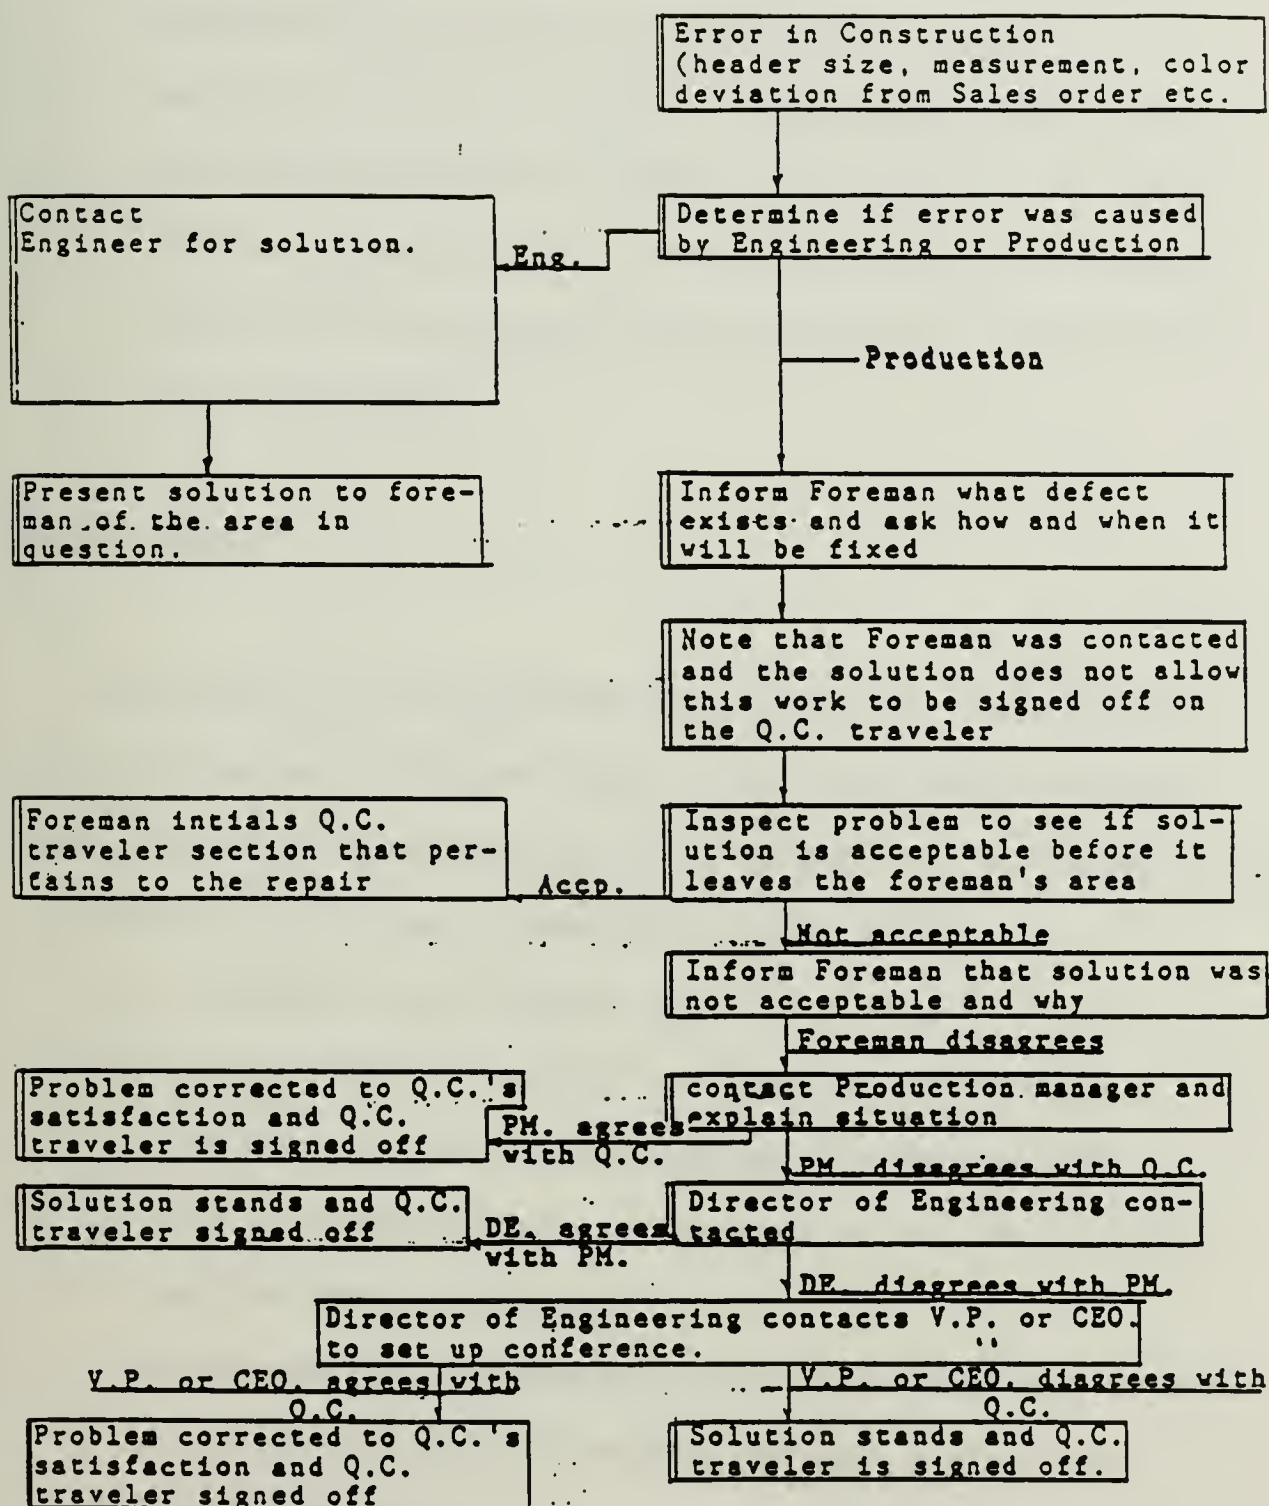 Error in Construction
(header size, measurement, color
deviation from Sales order etc.
Contact
Engineer for solution.
Eng.
Determine if error was caused
by Engineering or Production
Production
Present solution to fore-
man of the area in
question.
Inform Foreman what defect
exists and ask how and when it
will be fixed
Note that Foreman was contacted
and the solution does not allow
this work to be signed off on
the Q.C. traveler
Foreman intials Q.C.
traveler section that per-
tains to the repair
Accp.
Inspect problem to see if sol-
ution is acceptable before it
leaves the foreman's area
Not acceptable
Inform Foreman that solution was
not acceptable and why
Foreman disagrees
Problem corrected to Q.C.'s
satisfaction and Q.C.
traveler is signed off
PM. agrees
with Q.C.
contact Production manager and
explain situation
PM. disagrees with Q.C.
Solution stands and Q.C.
traveler signed off
DE. agrees
with PM.
Director of Engineering con-
tacted
DE. diagrees with PM.
Director of Engineering contacts V.P. or CEO.
to set up conference.
V.P. or CEO. agrees with
Q.C.
V.P. or CEO. diagrees with
Q.C.
Problem corrected to Q.C.'s
satisfaction and Q.C.
traveler signed off
Solution stands and Q.C.
traveler is signed off.